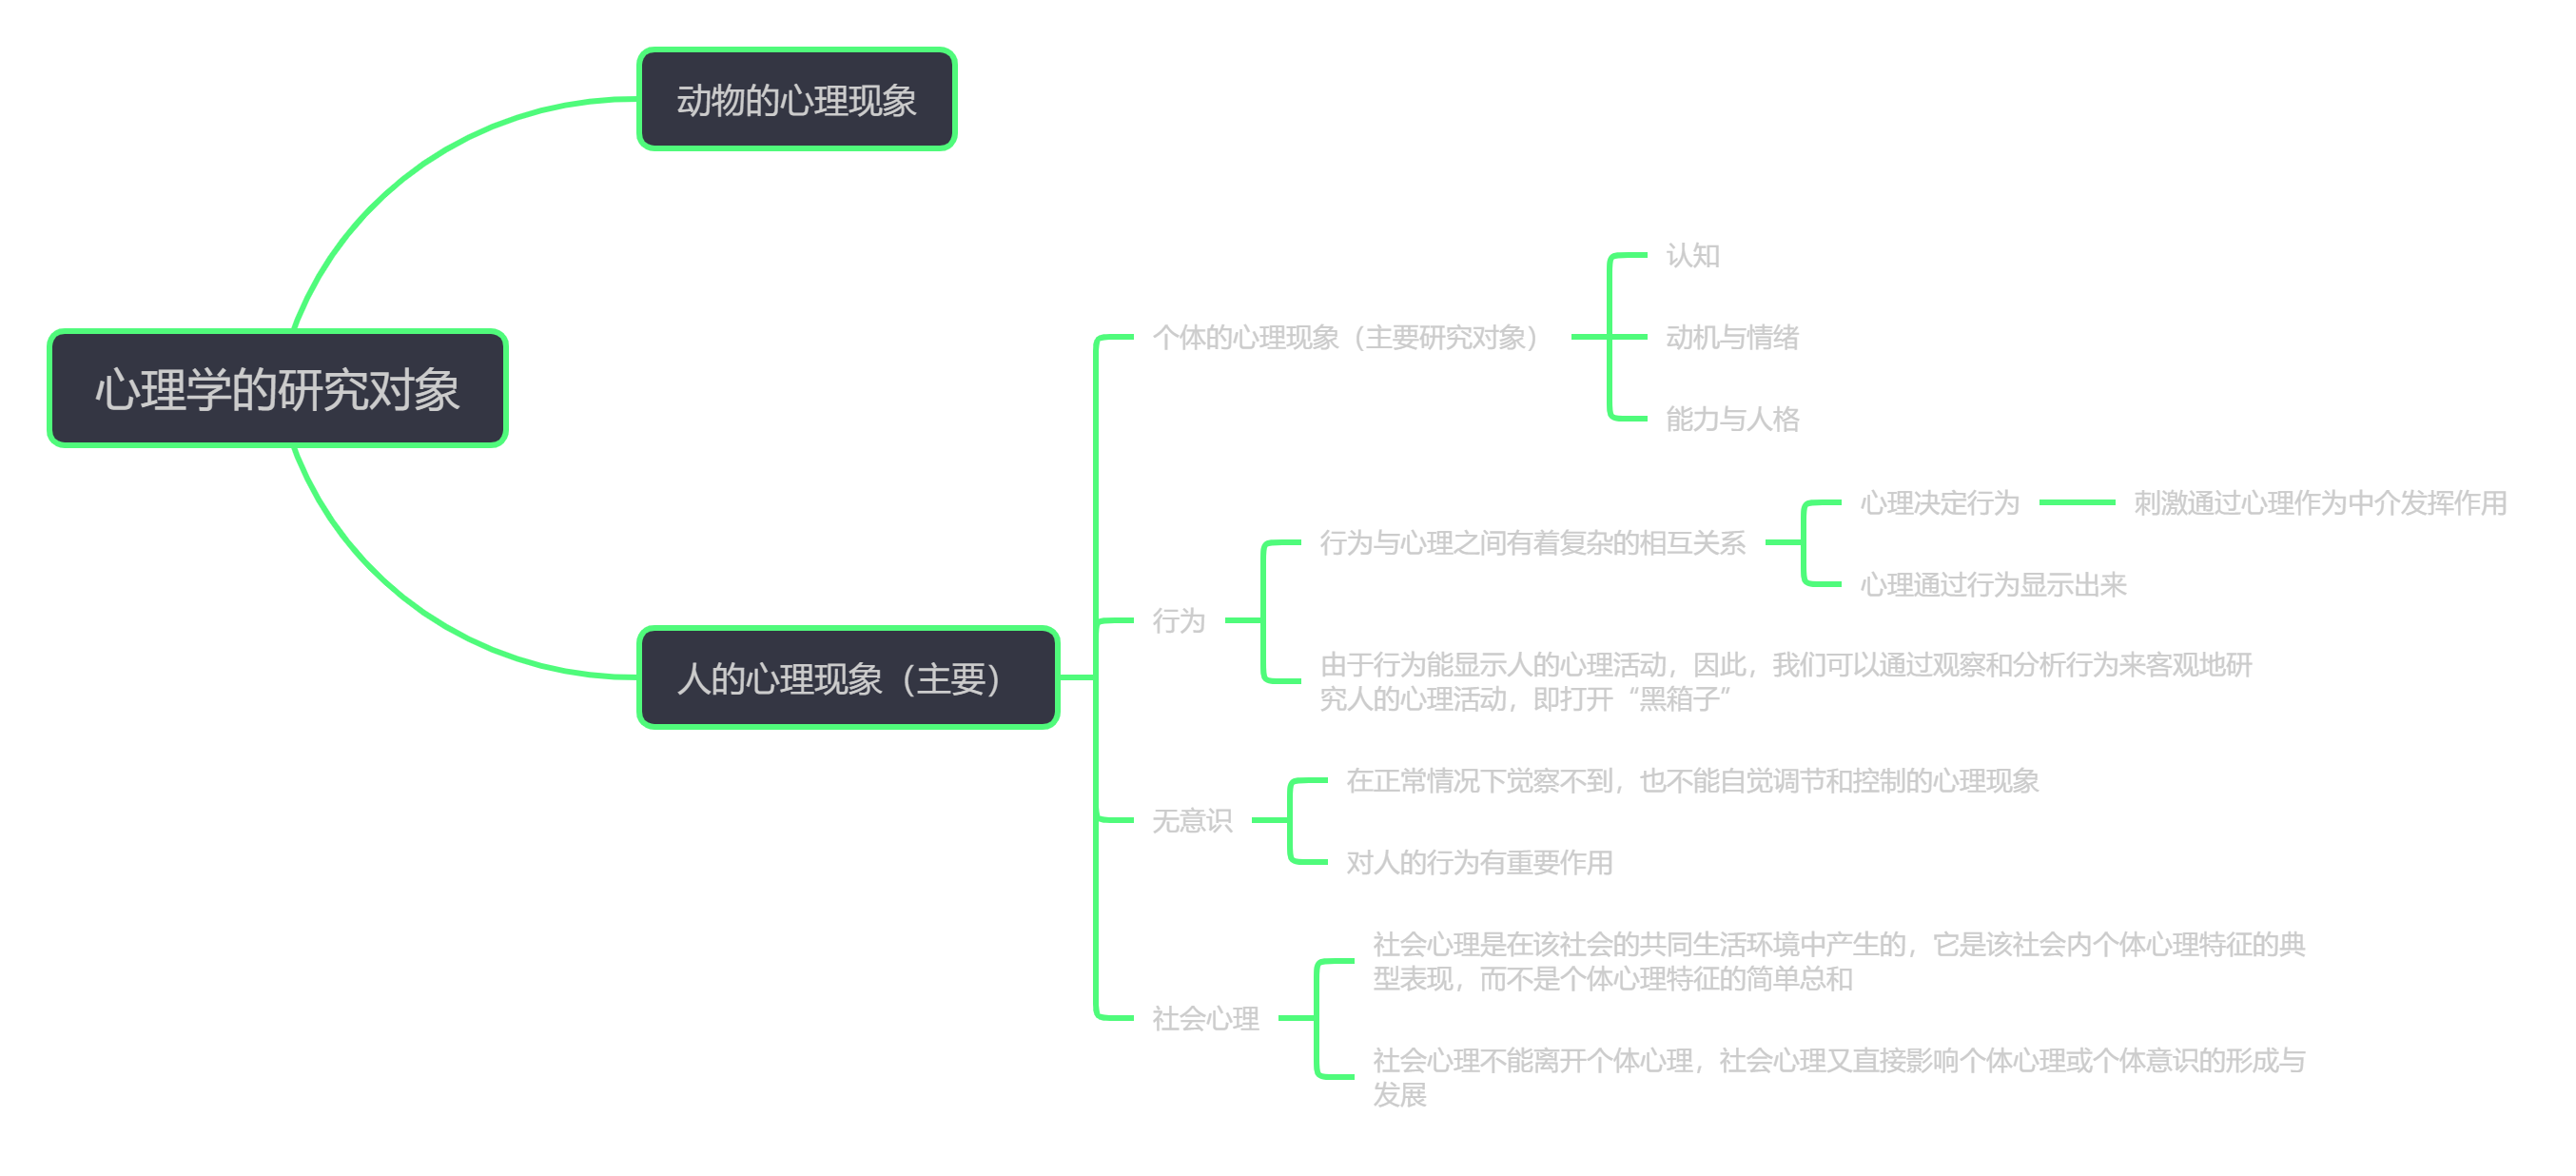 动物的心理现象
心理学的研究对象
人的心理现象（主要）
个体的心理现象（主要研究对象）
认知
动机与情绪
能力与人格
行为
行为与心理之间有着复杂的相互关系
心理决定行为
刺激通过心理作为中介发挥作用
心理通过行为显示出来
由于行为能显示人的心理活动，因此，我们可以通过观察和分析行为来客观地研
究人的心理活动，即打开“黑箱子”
无意识
在正常情况下觉察不到，也不能自觉调节和控制的心理现象
对人的行为有重要作用
社会心理
社会心理是在该社会的共同生活环境中产生的，它是该社会内个体心理特征的典
型表现，而不是个体心理特征的简单总和
社会心理不能离开个体心理，社会心理又直接影响个体心理或个体意识的形成与
发展